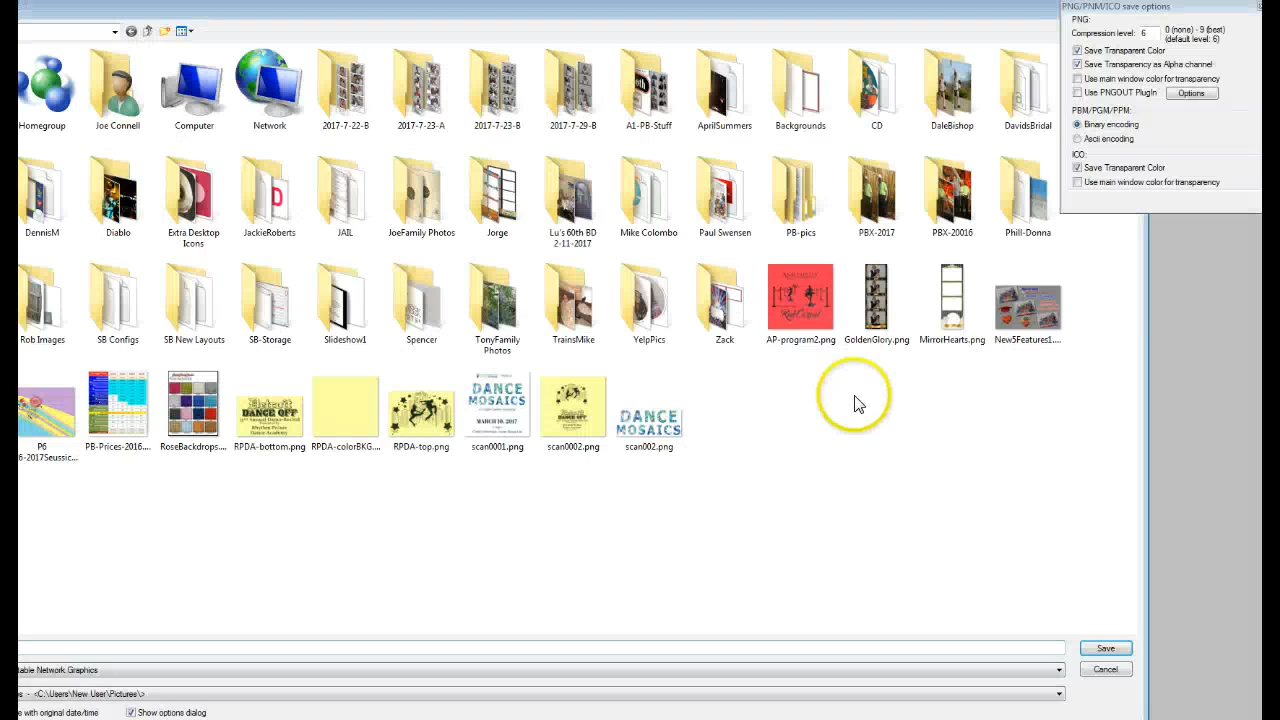 PNG/PNM/ICO save options
PNG:
Compression level: 6 0 (none) - 9 (best)
(default level: 6)
Save Transparent Color
Save Transparency as Alpha channel
Use main window color for transparency
Use PNGOUT Plugin Options
PBM/PGM/PPM:
Binary encoding
Ascii encoding
ICO:
Save Transparent Color
Use main window color for transparency
Homegroup Joe Connell Computer Network 2017-7-22-B 2017-7-23-A 2017-7-23-B 2017-7-29-B A1-PB-Stuff AprilSummers Backgrounds CD DaleBishop DavidsBridal
DennisM Diablo Extra Desktop JackieRoberts JAIL JoeFamily Photos Jorge Lu's 60th BD Mike Colombo Paul Swensen PB-pics PBX-2017 PBX-20016 Phill-Donna
Icons 2-11-2017
Rob Images SB Configs SB New Layouts SB-Storage Slideshow1 Spencer TonyFamily TrainsMike YelpPics Zack AP-program2.png GoldenGlory.png MirrorHearts.png New5Features1....
Photos
DANCE MOSAICS
MARCH 10, 2017
Detroit
DANCE OFF
DANCE
MOSAICS
P6 PB-Prices-2016.... RoseBackdrops.... RPDA-bottom.png RPDA-colorBKG.... RPDA-top.png scan0001.png scan0002.png scan002.png
6-2017Seussic...
Save
table Network Graphics
Cancel
s - <C:\Users\New User\Pictures\>
e with original date/time Show options dialog